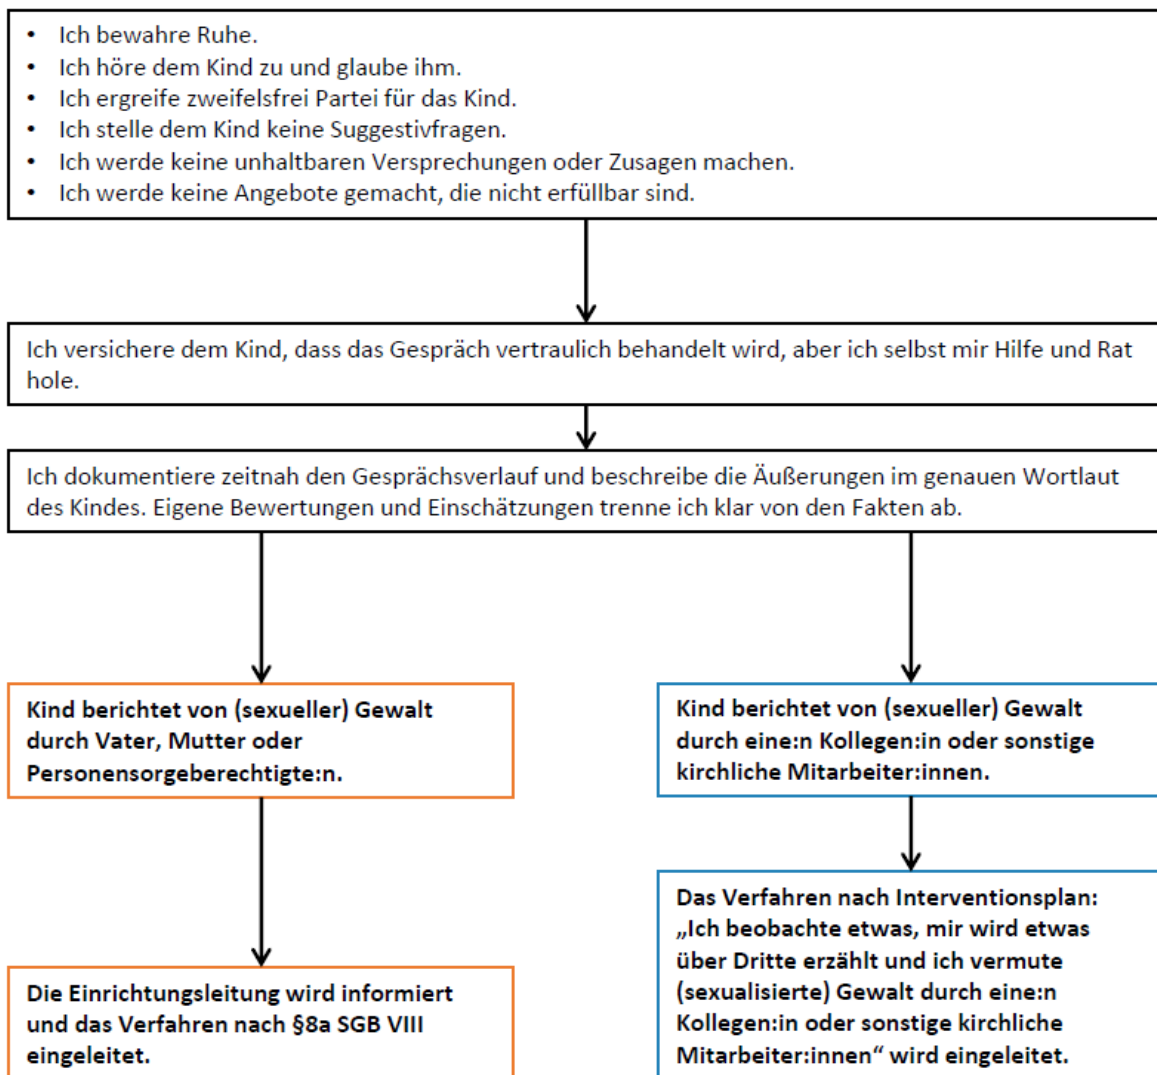 • Ich bewahre Ruhe.
• Ich höre dem Kind zu und glaube ihm.
• Ich ergreife zweifelsfrei Partei für das Kind.
• Ich stelle dem Kind keine Suggestivfragen.
• Ich werde keine unhaltbaren Versprechungen oder Zusagen machen.
• Ich werde keine Angebote gemacht, die nicht erfüllbar sind.
Ich versichere dem Kind, dass das Gespräch vertraulich behandelt wird, aber ich selbst mir Hilfe und Rat
hole.
Ich dokumentiere zeitnah den Gesprächsverlauf und beschreibe die Äußerungen im genauen Wortlaut
des Kindes. Eigene Bewertungen und Einschätzungen trenne ich klar von den Fakten ab.
Kind berichtet von (sexueller) Gewalt
durch Vater, Mutter oder
Personensorgeberechtigte:n.
Die Einrichtungsleitung wird informiert
und das Verfahren nach §8a SGB VIII
eingeleitet.
Kind berichtet von (sexueller) Gewalt
durch eine:n Kollegen:in oder sonstige
kirchliche Mitarbeiter:innen.
Das Verfahren nach Interventionsplan:
„Ich beobachte etwas, mir wird etwas
über Dritte erzählt und ich vermute
(sexualisierte) Gewalt durch eine:n
Kollegen:in oder sonstige kirchliche
Mitarbeiter:innen“ wird eingeleitet.